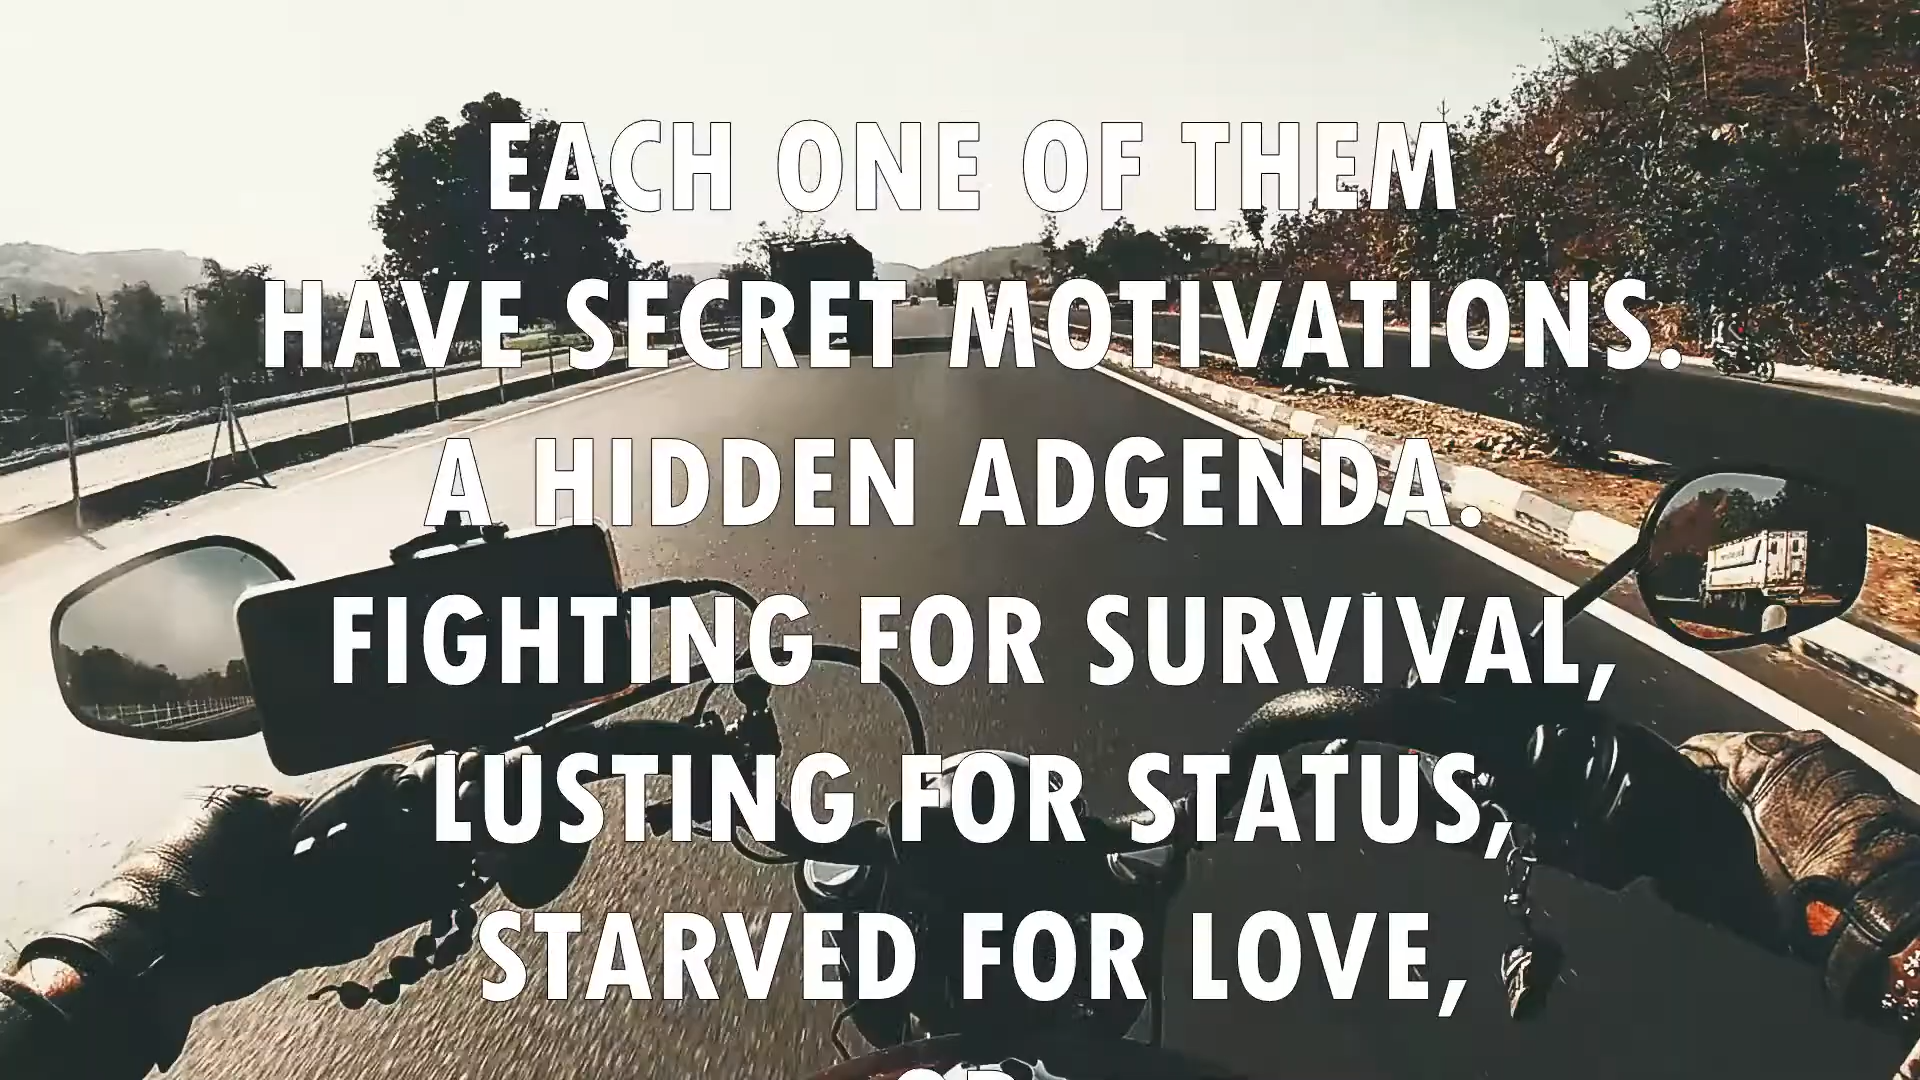 EACH ONE OF THEM
HAVE SECRET MOTIVATIONS.
A HIDDEN ADGENDA.
FIGHTING FOR SURVIVAL,
LUSTING FOR STATUS,
STARVED FOR LOVE,